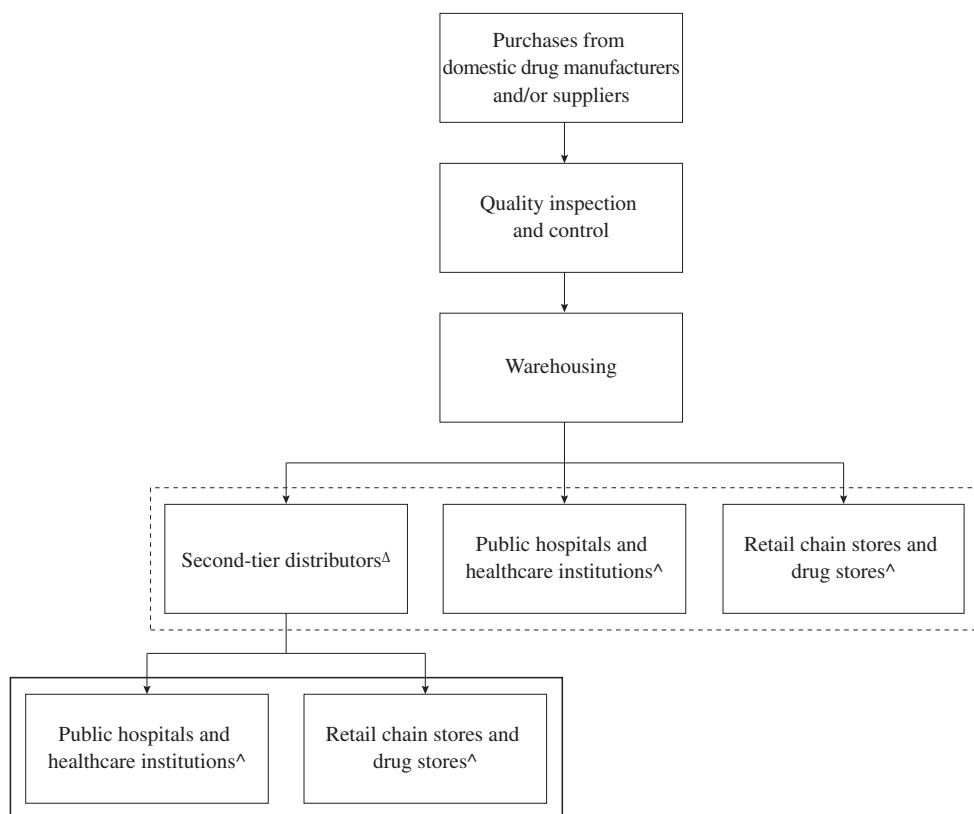 Purchases from
domestic drug manufacturers
and/or suppliers
Quality inspection
and control
Warehousing
Second-tier distributorsΔ
Public hospitals and
healthcare institutions^
Retail chain stores and
drug stores^
Public hospitals and
healthcare institutions^
Retail chain stores and
drug stores^